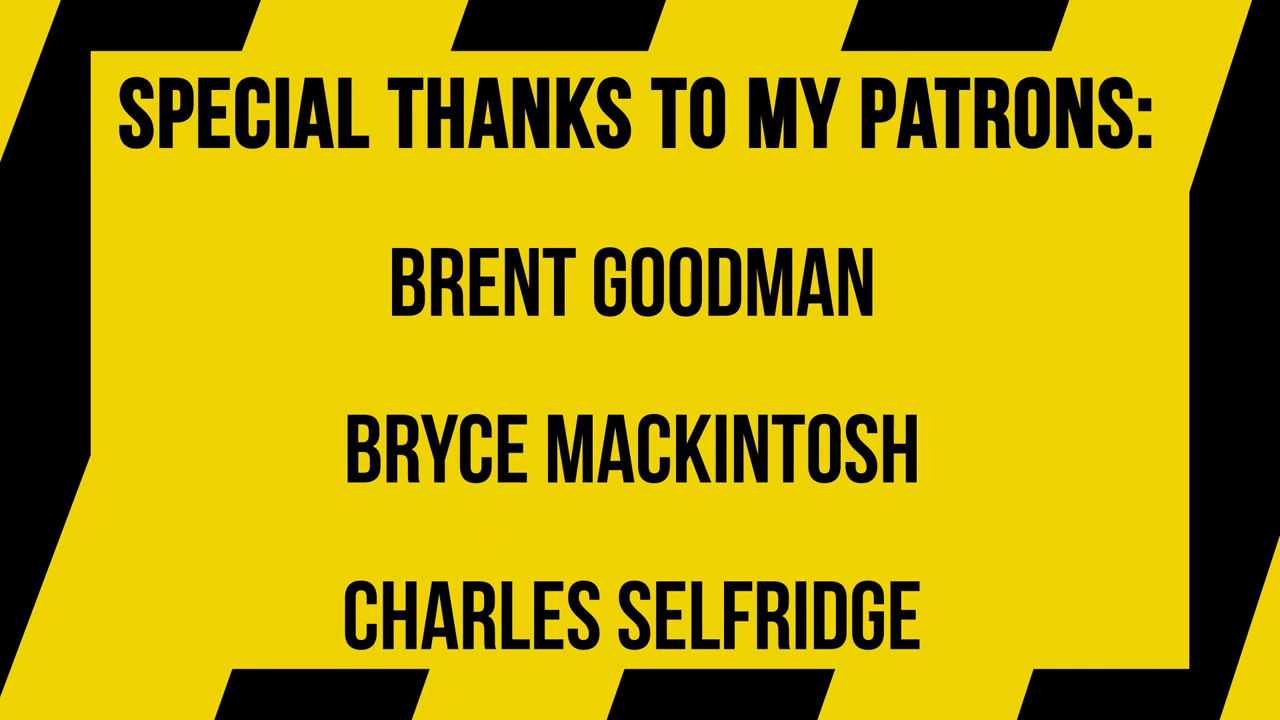 SPECIAL THANKS TO MY PATRONS:
BRENT GOODMAN
BRYCE MACKINTOSH
CHARLES SELFRIDGE